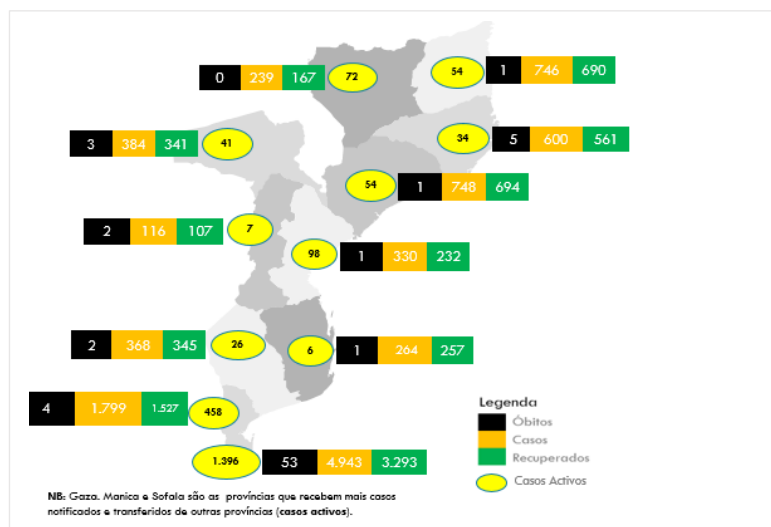 0 239 167 72
54 1 746 690
3 384 341 41
34 5 600 561
54 1 748 694
2 116 107 7
98 1 330 232
2 368 345 26
6 1 264 257
4 1.799 1.527 458
1.396 53 4.943 3.293
Legenda
Óbitos
Casos
Recuperados
Casos Activos
NB: Gaza. Manica e Sofala são as províncias que recebem mais casos
notificados e transferidos de outras províncias (casos activos).